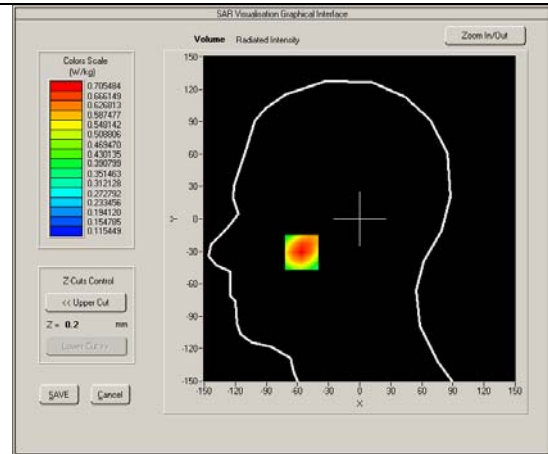 SAR Visualisation Graphical Interface
Volume Radiated Intensity
Zoom In/Out
Colors Scale
(W/kg)
0.705484
0.666149
0.626813
0.587477
0.548142
0.508806
0.469470
0.430135
0.390799
0.351463
0.312128
0.272792
0.233456
0.194120
0.154785
0.115449
Z Cuts Control
<< Upper Cut
Z = 0.2 mm
Lower Cut >>
SAVE Cancel
150-
120-
90-
60-
30-
0-
-30-
-60-
-90-
-120-
-150-
Y
-150 -120 -90 -60 -30 0 30 60 90 120 150
X